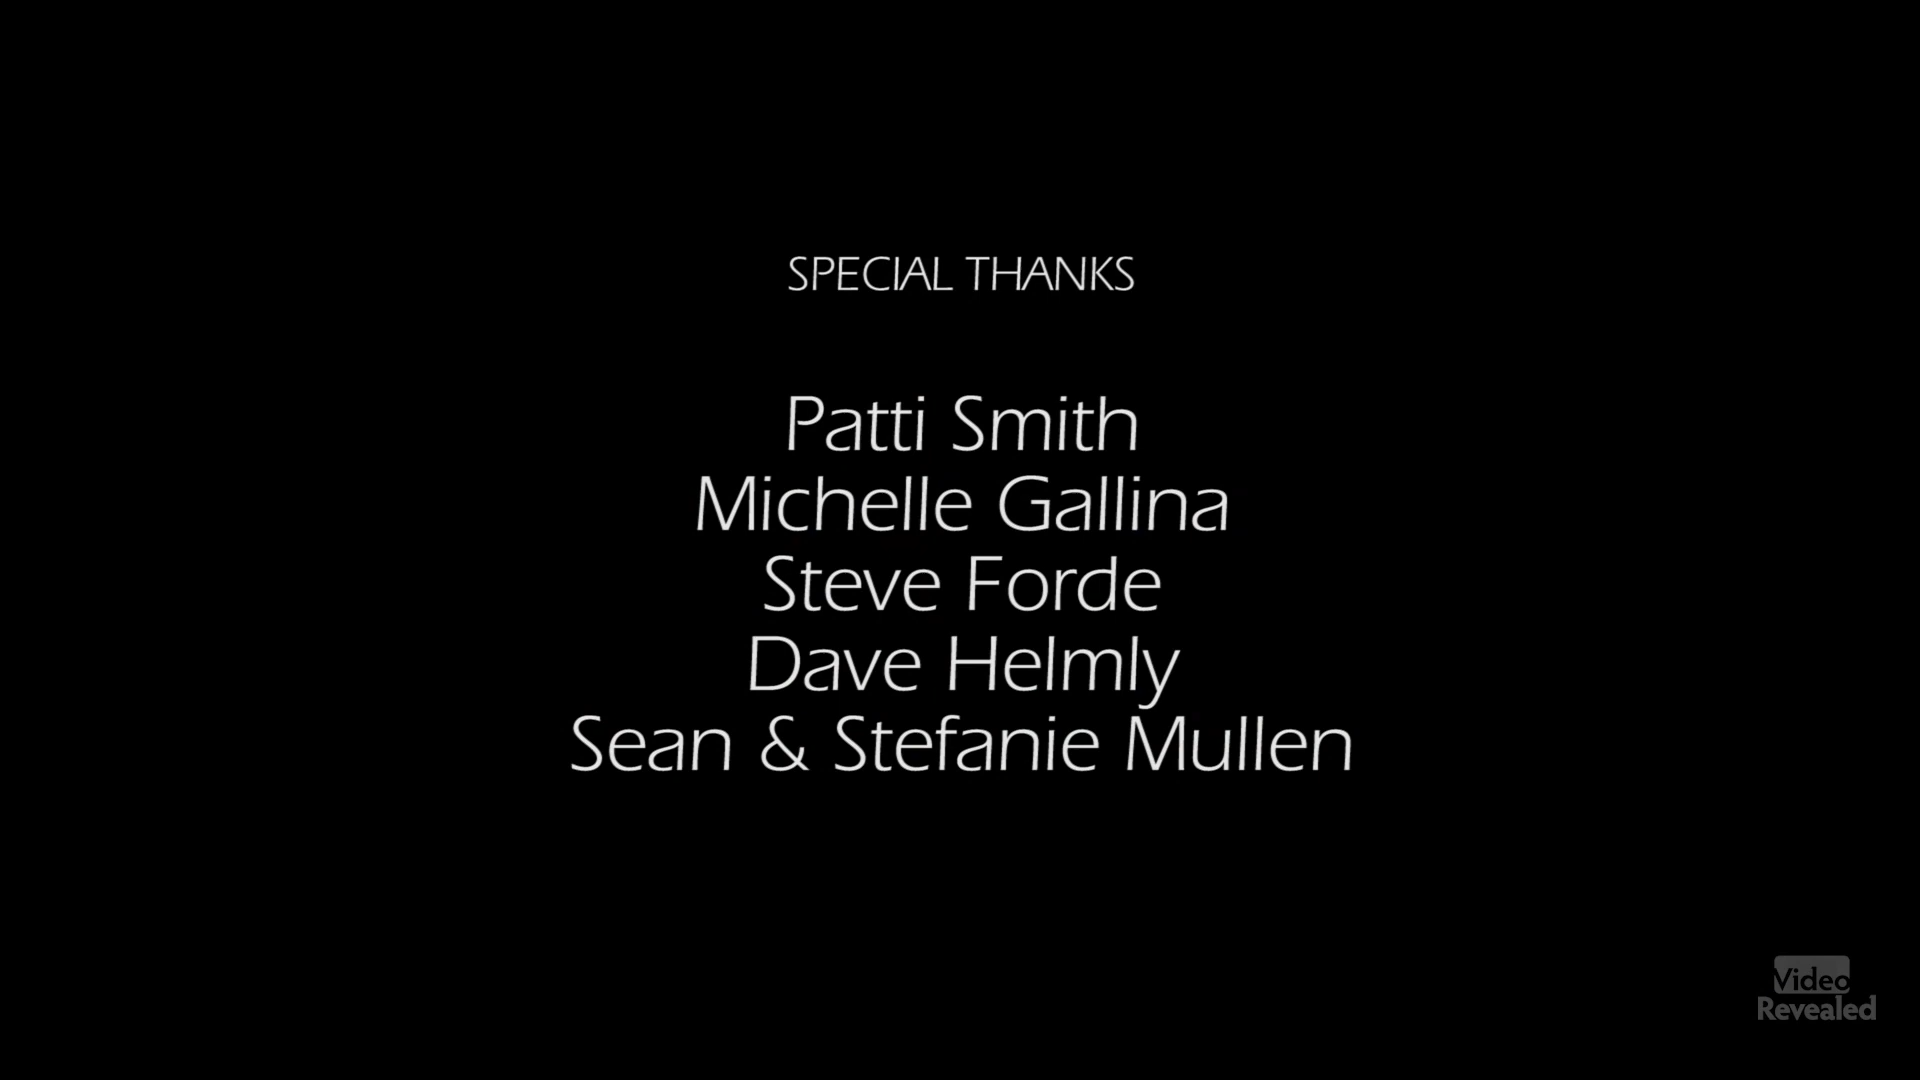 SPECIAL THANKS
Patti Smith
Michelle Gallina
Steve Forde
Dave Helmly
Sean & Stefanie Mullen
Video
Revealed